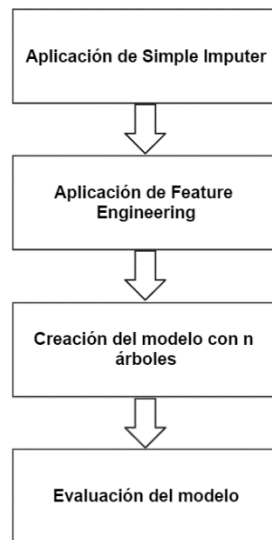 Aplicación de Simple Imputer
Aplicación de Feature
Engineering
Creación del modelo con n
árboles
Evaluación del modelo